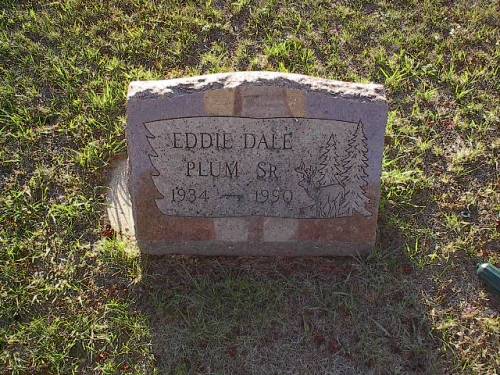 EDDIE DALE
PLUM SR
1934 — 1990